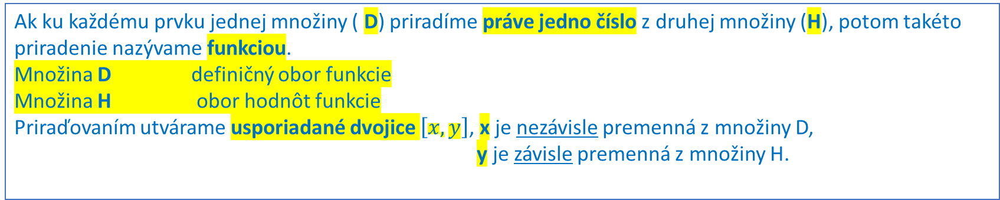 Ak ku každému prvku jednej množiny ( D) priradíme práve jedno číslo z druhej množiny (H), potom takéto
priradenie nazývame funkciou.
Množina D definičný obor funkcie
Množina H obor hodnôt funkcie
Priraďovaním utvárame usporiadané dvojice [x, y], x je nezávisle premenná z množiny D,
y je závisle premenná z množiny H.